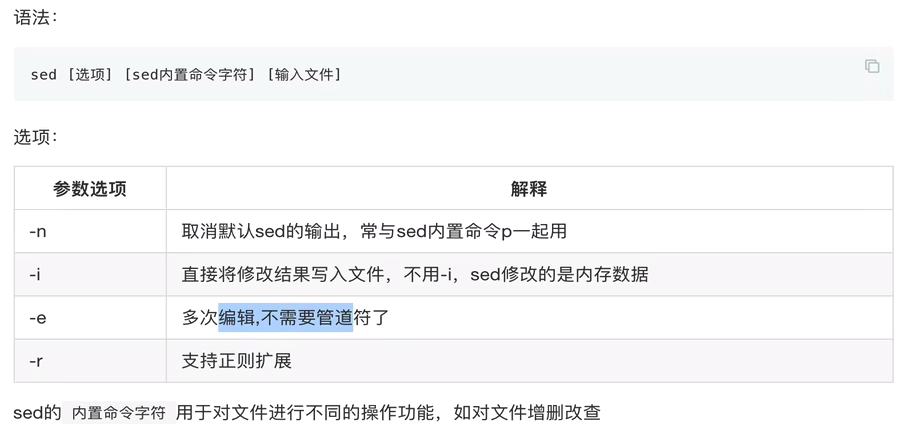 语法：
sed [选项] [sed内置命令字符] [输入文件]
选项：
参数选项 解释
-n 取消默认sed的输出，常与sed内置命令p一起用
-i 直接将修改结果写入文件，不用-i，sed修改的是内存数据
-e 多次编辑,不需要管道符了
-r 支持正则扩展
sed的 内置命令字符 用于对文件进行不同的操作功能，如对文件增删改查